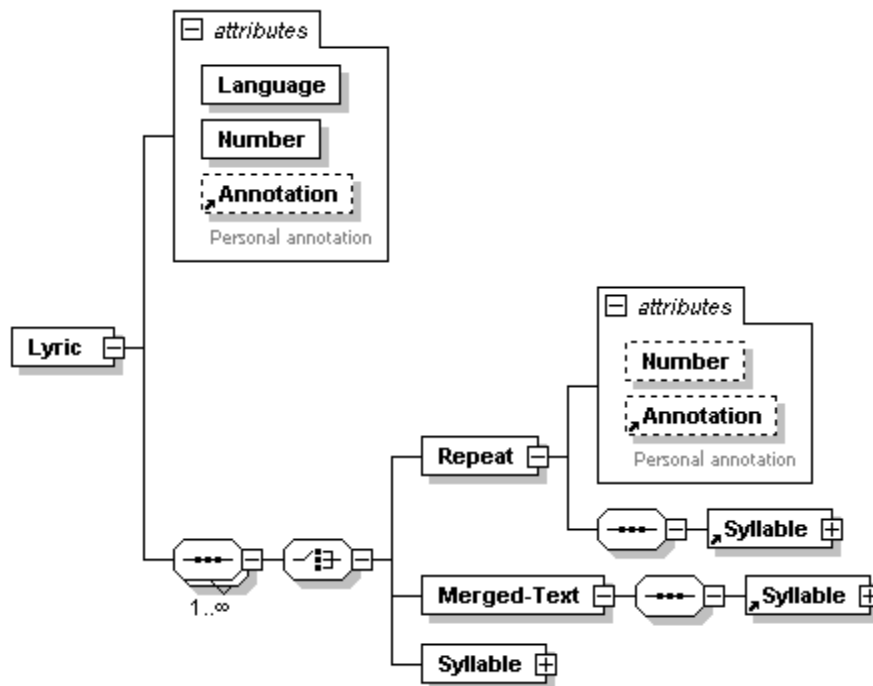 attributes
Language
Number
Annotation
Personal annotation
Lyric
attributes
Number
Annotation
Personal annotation
Repeat
Syllable
Merged-Text
Syllable
1..∞
Syllable